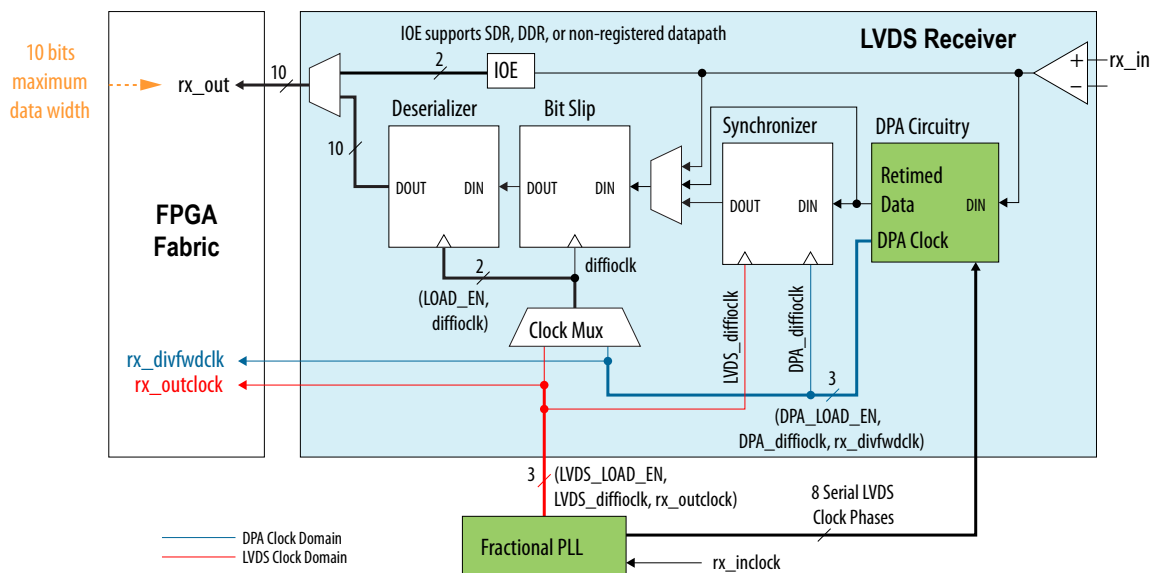 IOE supports SDR, DDR, or non-registered datapath
LVDS Receiver
10 bits
maximum
data width
rx_out
10
2
IOE
+
−
rx_in
Deserializer
Bit Slip
Synchronizer
DPA Circuitry
10
DOUT
DIN
DOUT
DIN
DOUT
DIN
Retimed
Data
DIN
DPA Clock
FPGA
Fabric
2
(LOAD_EN,
diffioclk)
diffioclk
LVDS_diffioclk
DPA_diffioclk
Clock Mux
rx_divfwdclk
rx_outclock
3
(DPA_LOAD_EN,
DPA_diffioclk, rx_divfwdclk)
3
(LVDS_LOAD_EN,
LVDS_diffioclk, rx_outclock)
8 Serial LVDS
Clock Phases
Fractional PLL
rx_inclock
DPA Clock Domain
LVDS Clock Domain